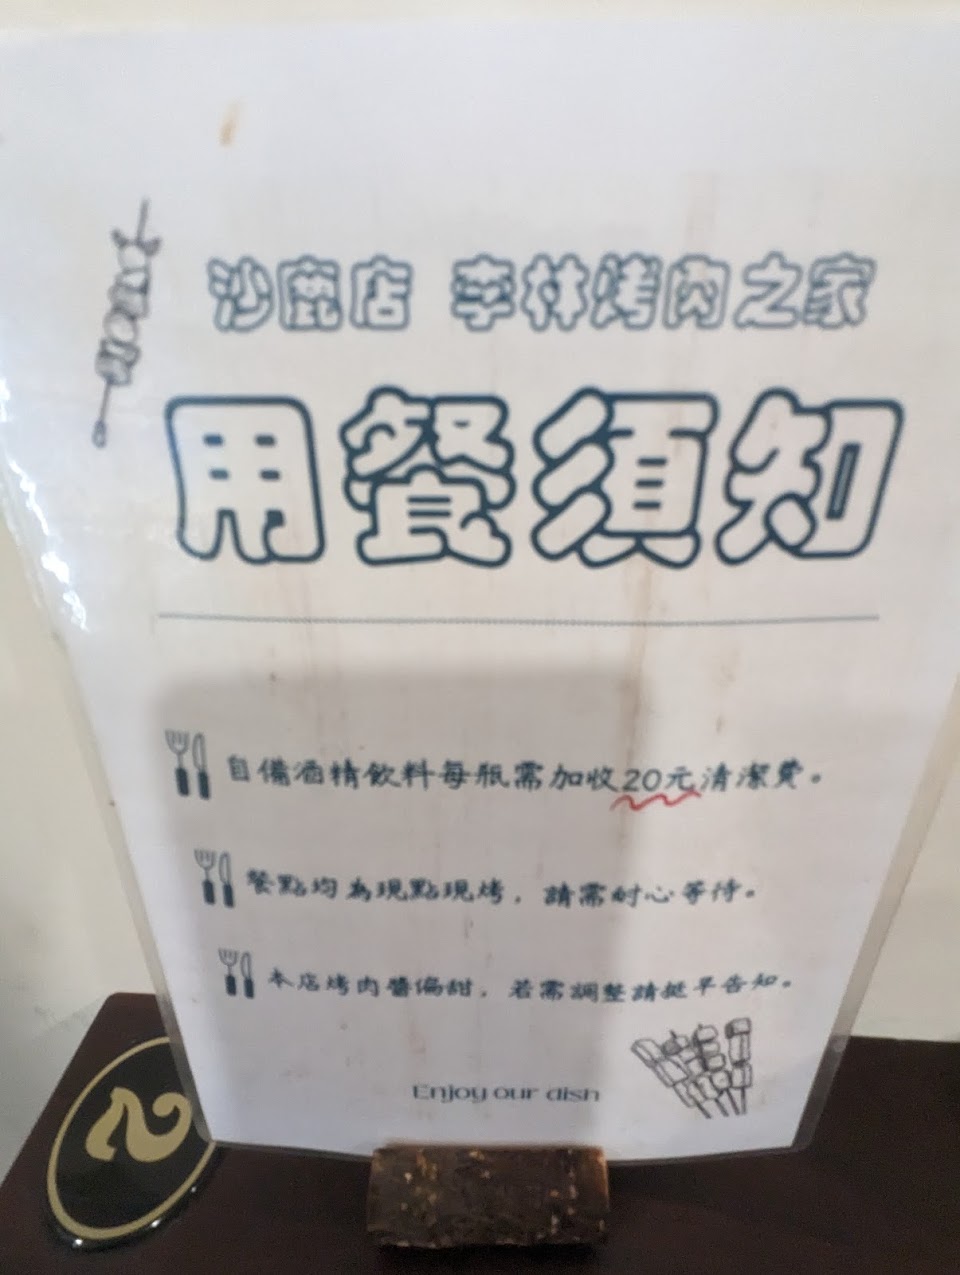 沙鹿店 李林烤肉之家
用餐須知
自備酒精飲料每瓶需加收20元清潔費。
餐點均為現點現烤，請需耐心等待。
本店烤肉醬偏甜，若需調整請提早告知。
Enjoy our dish
2